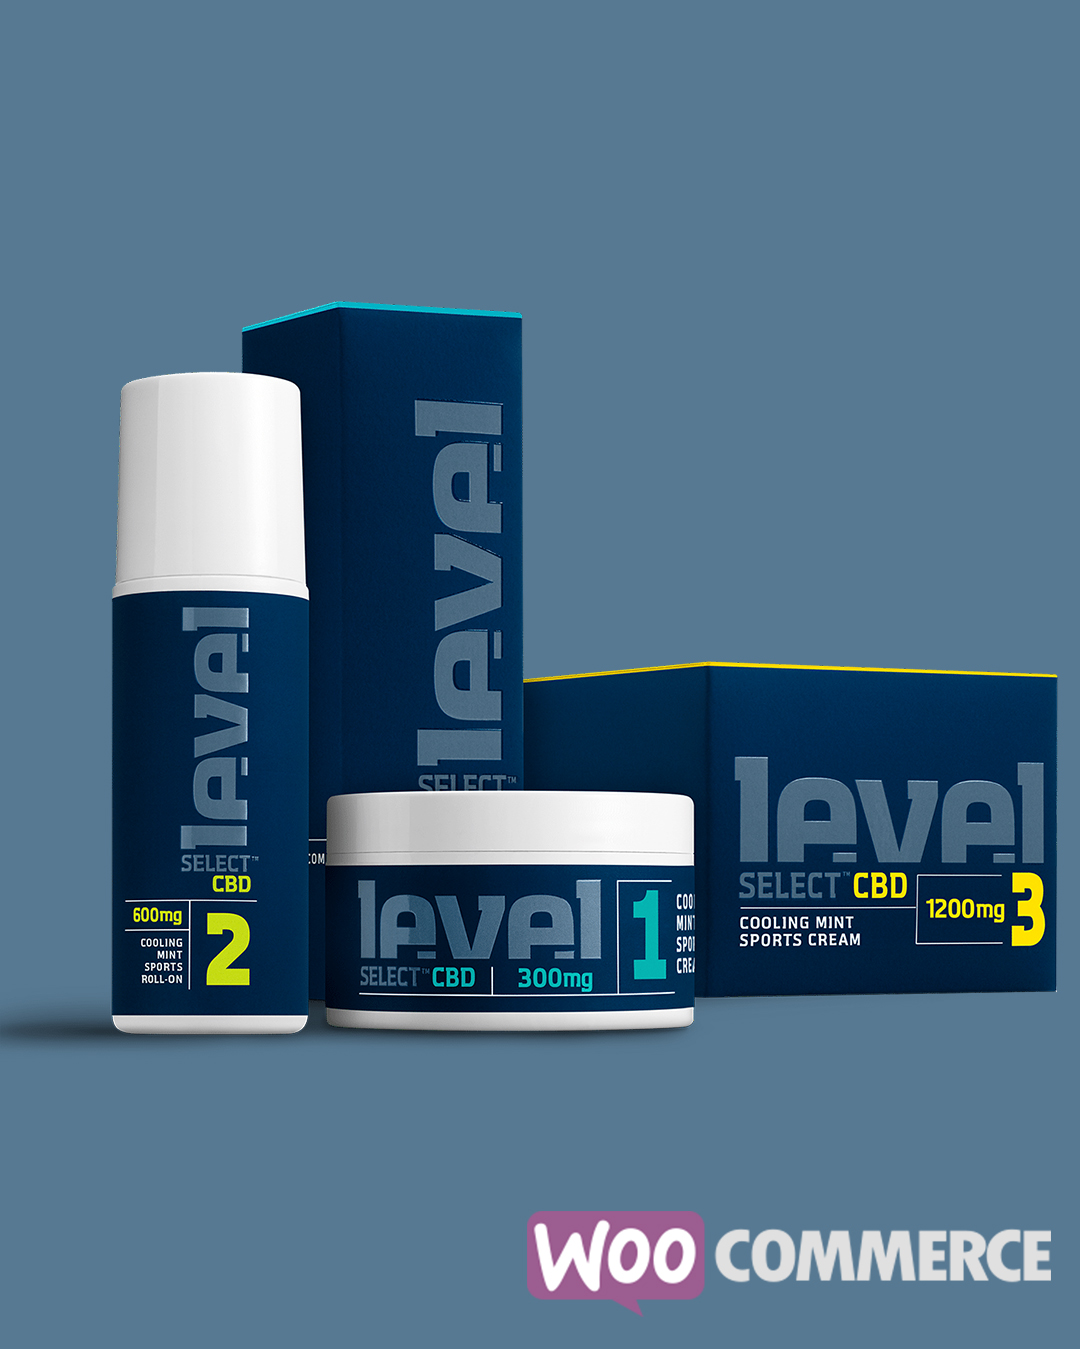 level
SELECT™
level
SELECT™
CBD
600mg
2
COOLING
MINT
SPORTS
ROLL-ON
level
SELECT™ CBD
300mg
1
level
SELECT™ CBD
1200mg
3
COOLING MINT
SPORTS CREAM
WOO COMMERCE